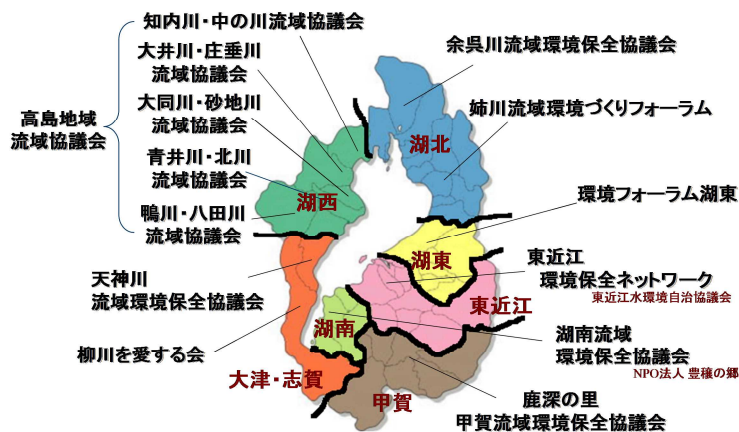 高島地域
流域協議会
知内川・中の川流域協議会
大井川・庄垂川
流域協議会
大同川・砂地川
流域協議会
青井川・北川
流域協議会
鴨川・八田川
流域協議会
天神川
流域環境保全協議会
柳川を愛する会
余呉川流域環境保全協議会
姉川流域環境づくりフォーラム
環境フォーラム湖東
東近江
環境保全ネットワーク
東近江水環境自治協議会
湖南流域
環境保全協議会
NPO法人 豊穣の郷
鹿深の里
甲賀流域環境保全協議会
湖北
湖西
湖東
東近江
湖南
大津・志賀
甲賀